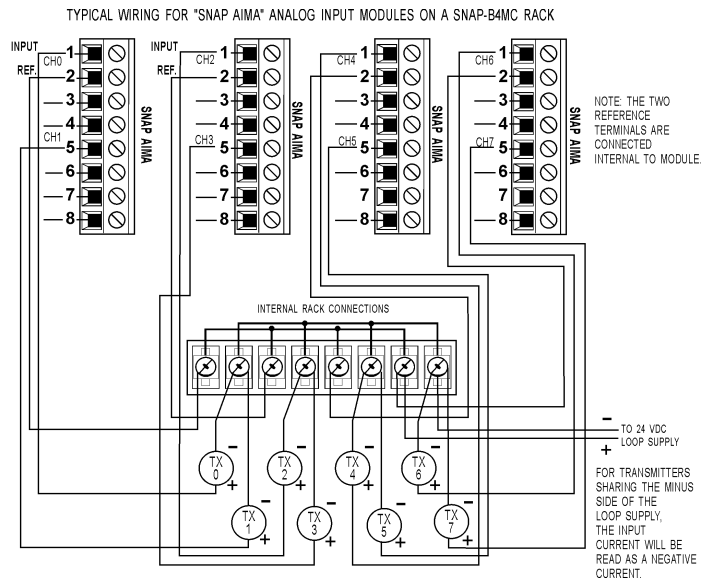 TYPICAL WIRING FOR "SNAP AIMA" ANALOG INPUT MODULES ON A SNAP-B4MC RACK
INPUT
REF.
CH0
CH1
1
2
3
4
5
6
7
8
SNAP AIMA
INPUT
REF.
CH2
CH3
1
2
3
4
5
6
7
8
SNAP AIMA
CH4
CH5
1
2
3
4
5
6
7
8
SNAP AIMA
CH6
CH7
1
2
3
4
5
6
7
8
SNAP AIMA
NOTE: THE TWO
REFERENCE
TERMINALS ARE
CONNECTED
INTERNAL TO MODULE.
INTERNAL RACK CONNECTIONS
−
TO 24 VDC
LOOP SUPPLY
+
TX
0
−
+
TX
2
−
+
TX
4
−
+
TX
6
−
+
TX
1
−
+
TX
3
−
+
TX
5
−
+
TX
7
−
+
FOR TRANSMITTERS
SHARING THE MINUS
SIDE OF THE
LOOP SUPPLY,
THE INPUT
CURRENT WILL BE
READ AS A NEGATIVE
CURRENT.